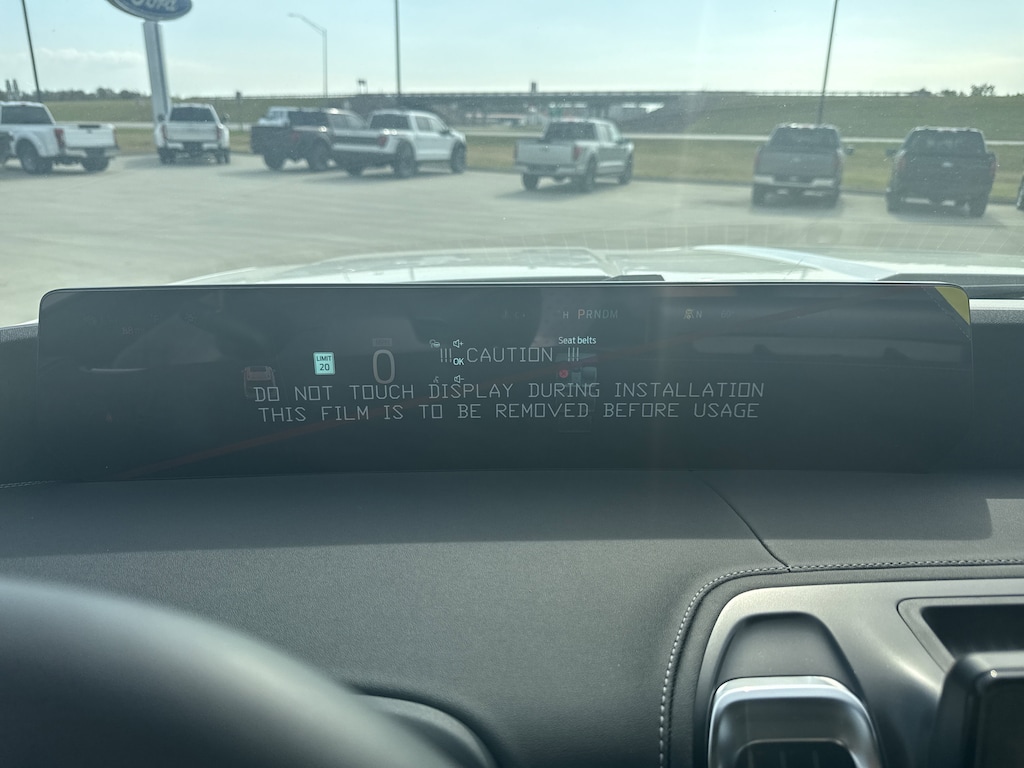 Ford
PRNDM
Seat belts
LIMIT
20
0
OK
!!! CAUTION !!!
DO NOT TOUCH DISPLAY DURING INSTALLATION
THIS FILM IS TO BE REMOVED BEFORE USAGE